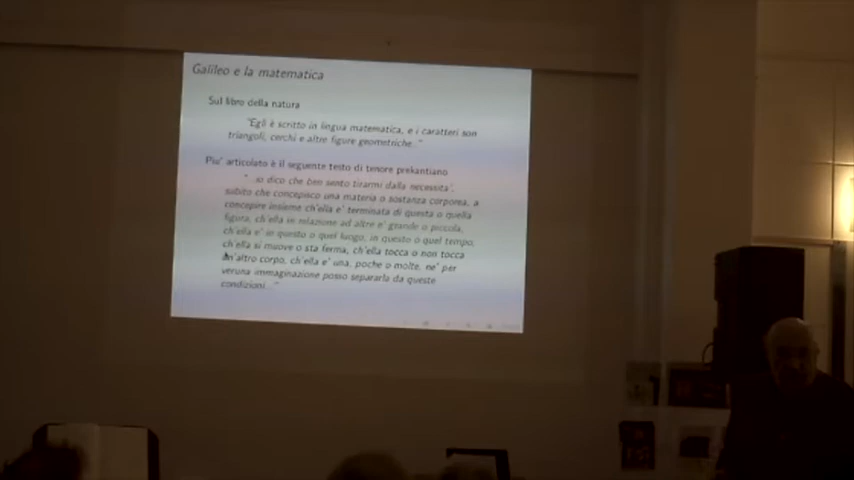 Galileo e la matematica
Sul libro della natura
"Egli è scritto in lingua matematica, e i caratteri son
triangoli, cerchi e altre figure geometriche.."
Piu' articolato è il seguente testo di tenore prekantiano
"...io dico che ben sento tirarmi dalla necessita',
subito che concepisco una materia o sostanza corporea, a
concepire insieme ch'ella e' terminata di questa o quella
figura, ch'ella in relazione ad altre e' grande o piccola,
ch'ella e' in questo o quel luogo, in questo o quel tempo,
ch'ella si muove o sta ferma, ch'ella tocca o non tocca
un'altro corpo, ch'ella e' una, poche o molte, ne' per
veruna immaginazione posso separarla da queste
condizioni..."